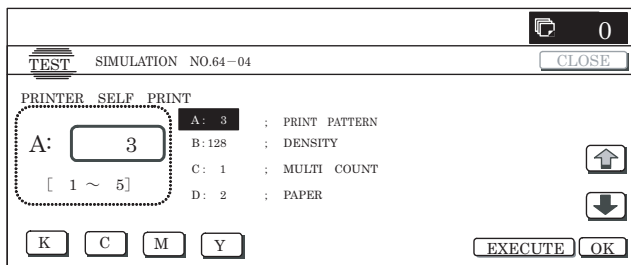 0
TEST SIMULATION NO.64-04 CLOSE
PRINTER SELF PRINT
A: 3
[ 1 ~ 5]
A: 3 ; PRINT PATTERN
B:128 ; DENSITY
C: 1 ; MULTI COUNT
D: 2 ; PAPER
K C M Y EXECUTE OK